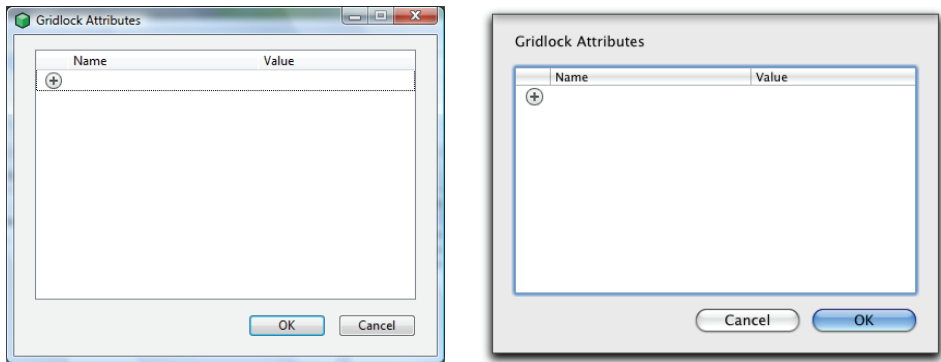 Gridlock Attributes
Name Value
OK Cancel
Gridlock Attributes
Name Value
Cancel OK